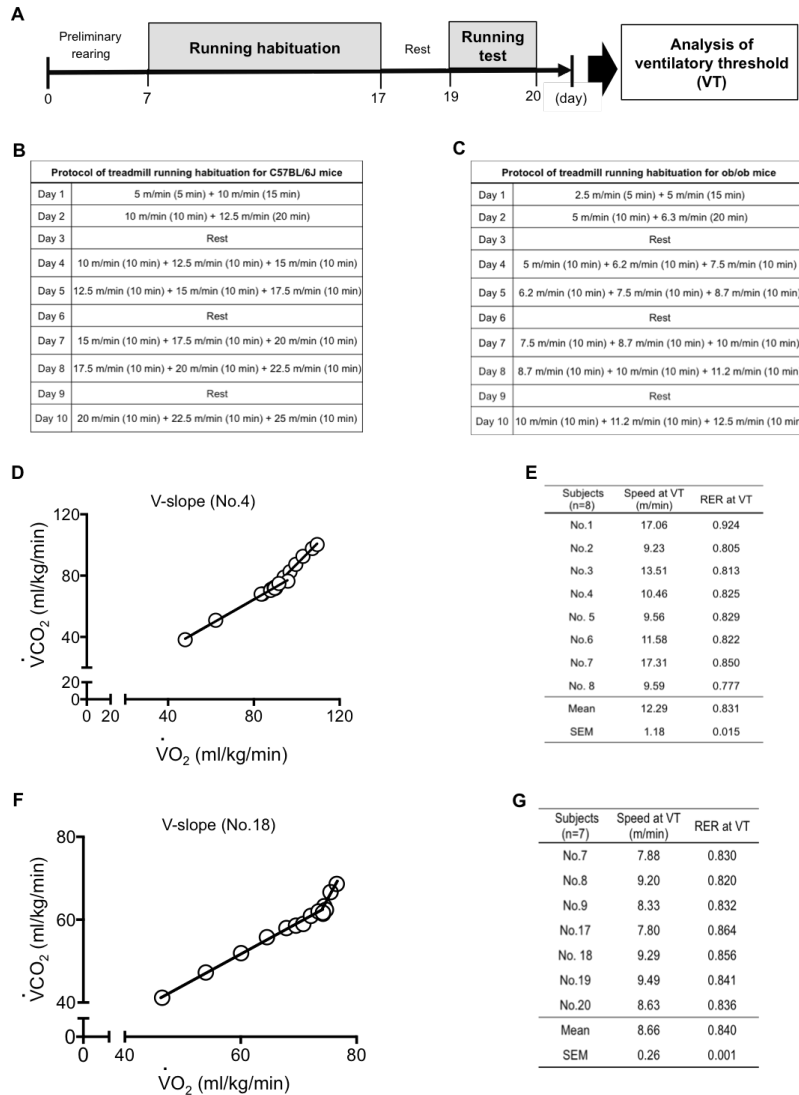 A
Preliminary
rearing
Running habituation
Rest
Running
test
Analysis of
ventilatory threshold
(VT)
0
7
17
19
20
(day)
B
Protocol of treadmill running habituation for C57BL/6J mice
Day 1 5 m/min (5 min) + 10 m/min (15 min)
Day 2 10 m/min (10 min) + 12.5 m/min (20 min)
Day 3 Rest
Day 4 10 m/min (10 min) + 12.5 m/min (10 min) + 15 m/min (10 min)
Day 5 12.5 m/min (10 min) + 15 m/min (10 min) + 17.5 m/min (10 min)
Day 6 Rest
Day 7 15 m/min (10 min) + 17.5 m/min (10 min) + 20 m/min (10 min)
Day 8 17.5 m/min (10 min) + 20 m/min (10 min) + 22.5 m/min (10 min)
Day 9 Rest
Day 10 20 m/min (10 min) + 22.5 m/min (10 min) + 25 m/min (10 min)
C
Protocol of treadmill running habituation for ob/ob mice
Day 1 2.5 m/min (5 min) + 5 m/min (15 min)
Day 2 5 m/min (10 min) + 6.3 m/min (20 min)
Day 3 Rest
Day 4 5 m/min (10 min) + 6.2 m/min (10 min) + 7.5 m/min (10 min)
Day 5 6.2 m/min (10 min) + 7.5 m/min (10 min) + 8.7 m/min (10 min)
Day 6 Rest
Day 7 7.5 m/min (10 min) + 8.7 m/min (10 min) + 10 m/min (10 min)
Day 8 8.7 m/min (10 min) + 10 m/min (10 min) + 11.2 m/min (10 min
Day 9 Rest
Day 10 10 m/min (10 min) + 11.2 m/min (10 min) + 12.5 m/min (10 min
D
V-slope (No.4)
120
80
40
20
0
0 20 40 80 120
V̇CO₂ (ml/kg/min)
V̇O₂ (ml/kg/min)
E
Subjects (n=8) Speed at VT (m/min) RER at VT
No.1 17.06 0.924
No.2 9.23 0.805
No.3 13.51 0.813
No.4 10.46 0.825
No. 5 9.56 0.829
No.6 11.58 0.822
No.7 17.31 0.850
No. 8 9.59 0.777
Mean 12.29 0.831
SEM 1.18 0.015
F
V-slope (No.18)
80
60
40
0
0 40 60 80
V̇CO₂ (ml/kg/min)
V̇O₂ (ml/kg/min)
G
Subjects (n=7) Speed at VT (m/min) RER at VT
No.7 7.88 0.830
No.8 9.20 0.820
No.9 8.33 0.832
No.17 7.80 0.864
No. 18 9.29 0.856
No.19 9.49 0.841
No.20 8.63 0.836
Mean 8.66 0.840
SEM 0.26 0.001